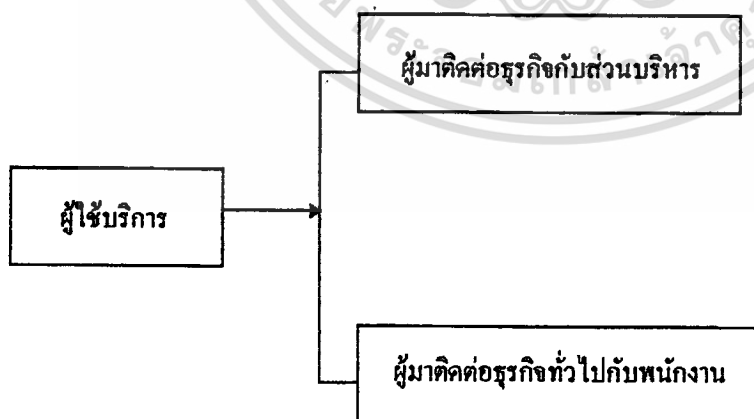 ผู้มาติดต่อธุรกิจกับส่วนบริหาร
ผู้ใช้บริการ
ผู้มาติดต่อธุรกิจทั่วไปกับพนักงาน